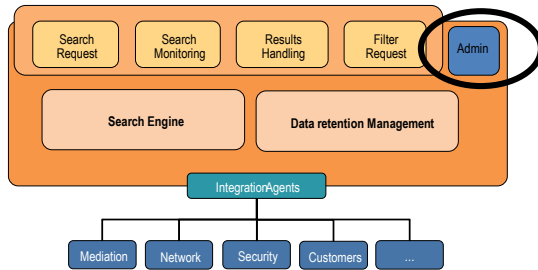 Search
Request
Search
Monitoring
Results
Handling
Filter
Request
Admin
Search Engine
Data retention Management
IntegrationAgents
Mediation
Network
Security
Customers
...